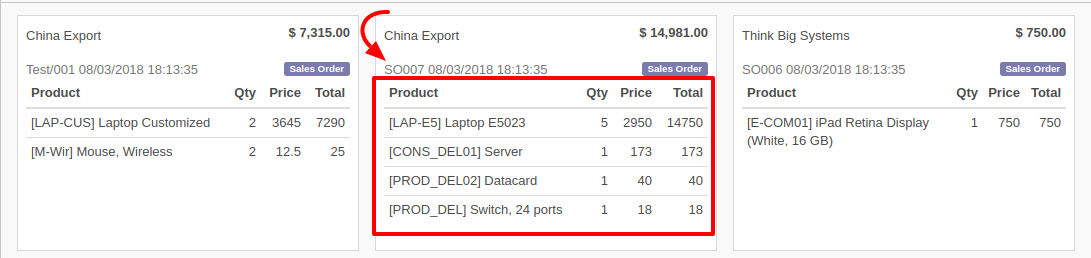 China Export $ 7,315.00
Test/001 08/03/2018 18:13:35 Sales Order
Product Qty Price Total
[LAP-CUS] Laptop Customized 2 3645 7290
[M-Wir] Mouse, Wireless 2 12.5 25
China Export $ 14,981.00
SO007 08/03/2018 18:13:35 Sales Order
Product Qty Price Total
[LAP-E5] Laptop E5023 5 2950 14750
[CONS_DEL01] Server 1 173 173
[PROD_DEL02] Datacard 1 40 40
[PROD_DEL] Switch, 24 ports 1 18 18
Think Big Systems $ 750.00
SO006 08/03/2018 18:13:35 Sales Order
Product Qty Price Total
[E-COM01] iPad Retina Display 1 750 750
(White, 16 GB)